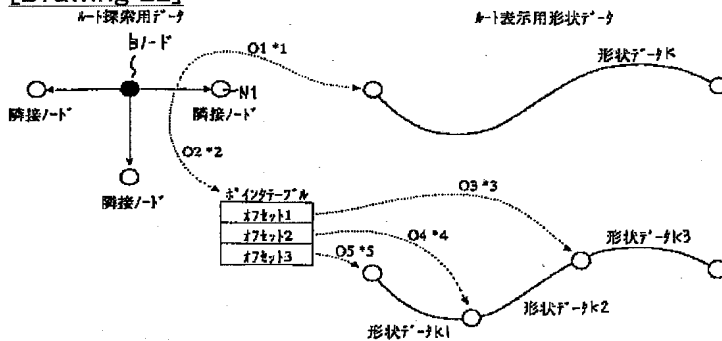 [Drawing 22]
ルート探索用データ
ルート表示用形状データ
自ノード
O1 *1
形状データK
N1
隣接ノード
隣接ノード
O2 *2
隣接ノード
ポインタテーブル
O3 *3
オフセット1
オフセット2
O4 *4
オフセット3
O5 *5
形状データK3
形状データK2
形状データK1